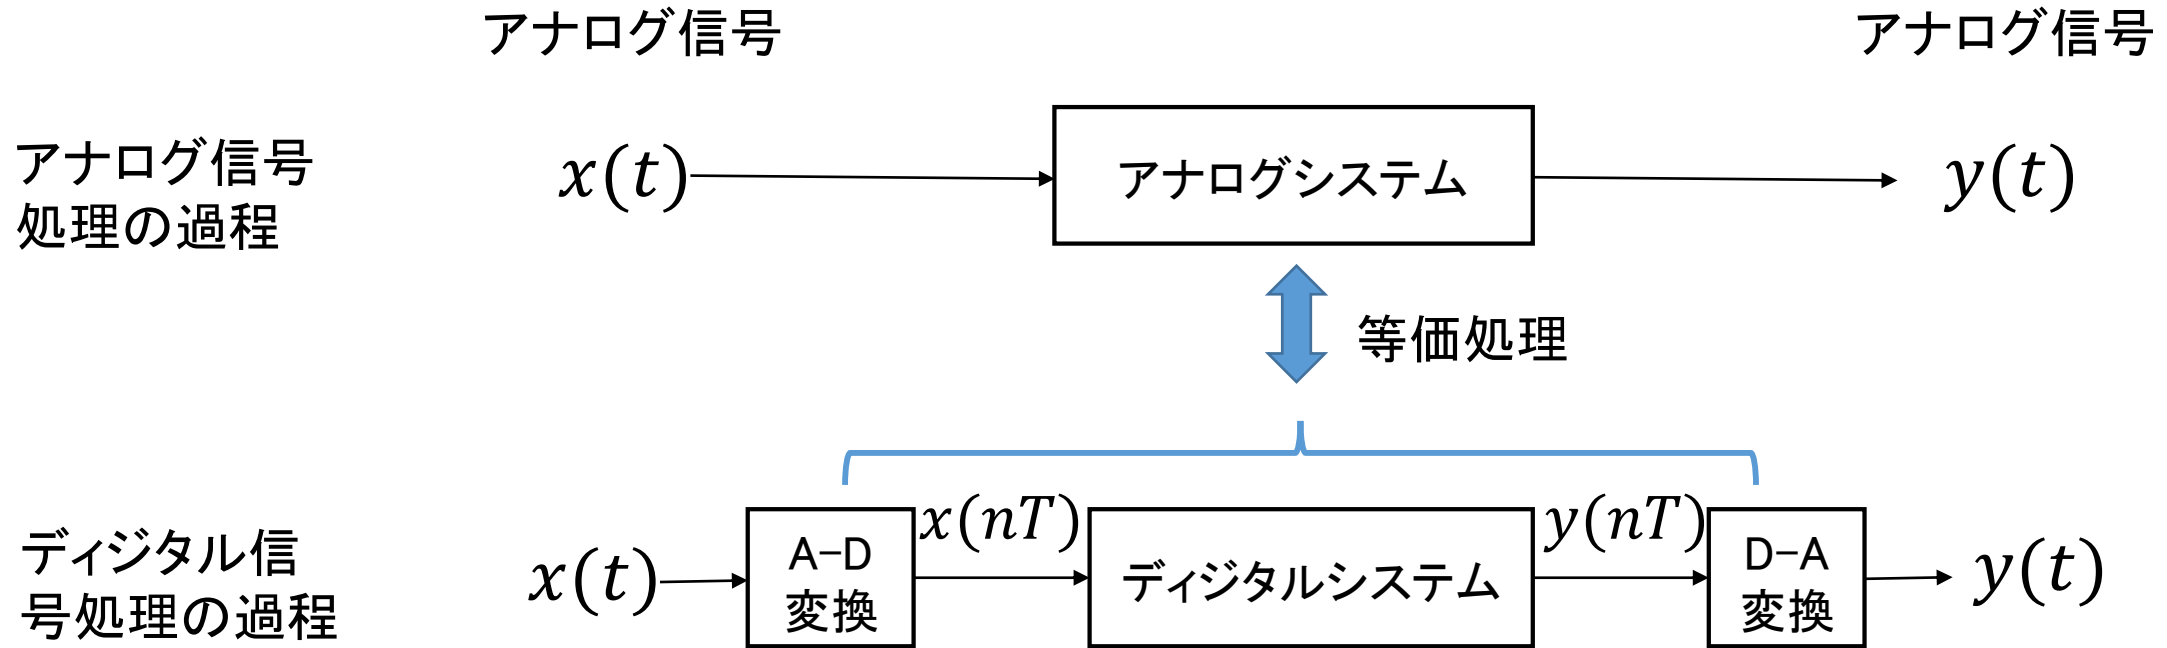 アナログ信号
アナログ信号
アナログ信号
処理の過程
x(t)
アナログシステム
y(t)
等価処理
ディジタル信
号処理の過程
x(t)
A-D
変換
x(nT)
ディジタルシステム
y(nT)
D-A
変換
y(t)